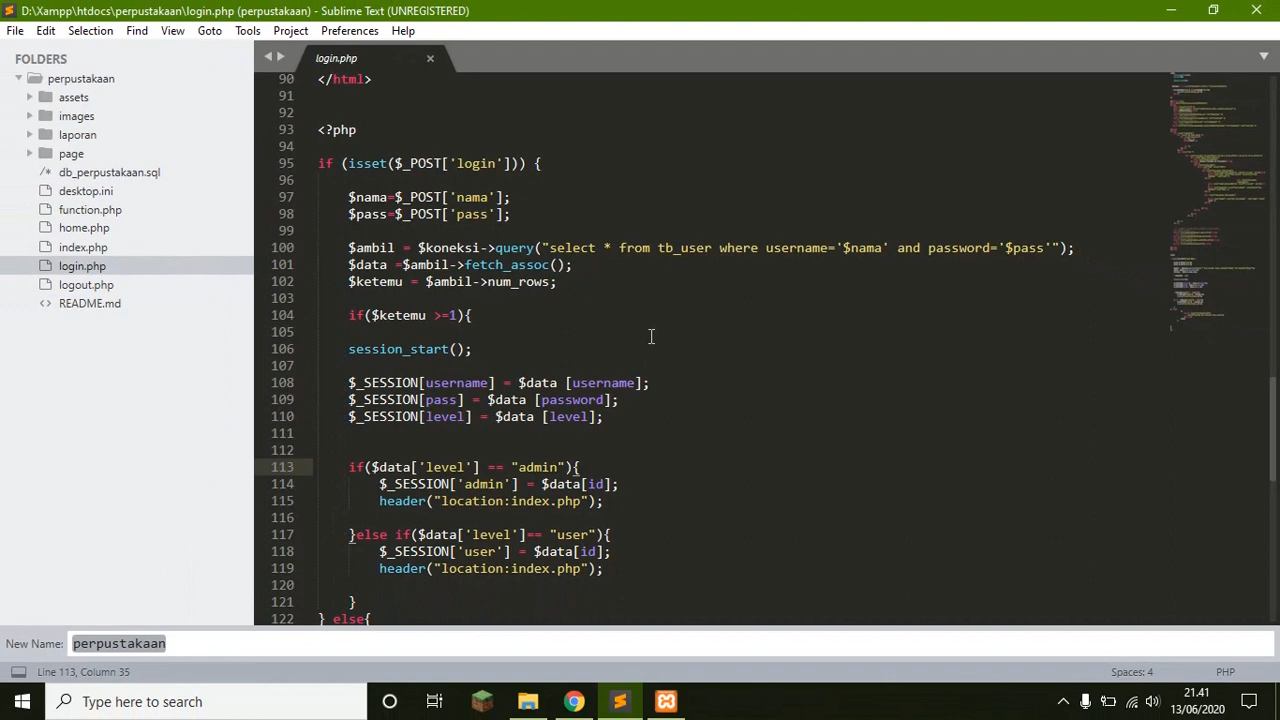 D:\Xampp\htdocs\perpustakaan\login.php (perpustakaan) - Sublime Text (UNREGISTERED)
File Edit Selection Find View Goto Tools Project Preferences Help
FOLDERS
perpustakaan
assets
images
laporan
page
/* db_perpustakaan.sql
desktop.ini
function.php
home.php
index.php
login.php
logout.php
<> README.md
login.php
90 </html>
91
92
93 <?php
94
95 if (isset($_POST['login'])) {
96
97 $nama=$_POST['nama'];
98 $pass=$_POST['pass'];
99
100 $ambil = $koneksi->query("select * from tb_user where username='$nama' and password='$pass'");
101 $data =$ambil->fetch_assoc();
102 $ketemu = $ambil->num_rows;
103
104 if($ketemu >=1){
105
106 session_start();
107
108 $_SESSION[username] = $data [username];
109 $_SESSION[pass] = $data [password];
110 $_SESSION[level] = $data [level];
111
112
113 if($data['level'] == "admin"){
114 $_SESSION['admin'] = $data[id];
115 header("location:index.php");
116
117 }else if($data['level']== "user"){
118 $_SESSION['user'] = $data[id];
119 header("location:index.php");
120
121 }
122 } else{
New Name: perpustakaan
Line 113, Column 35 Spaces: 4 PHP
Type here to search
21.41
13/06/2020